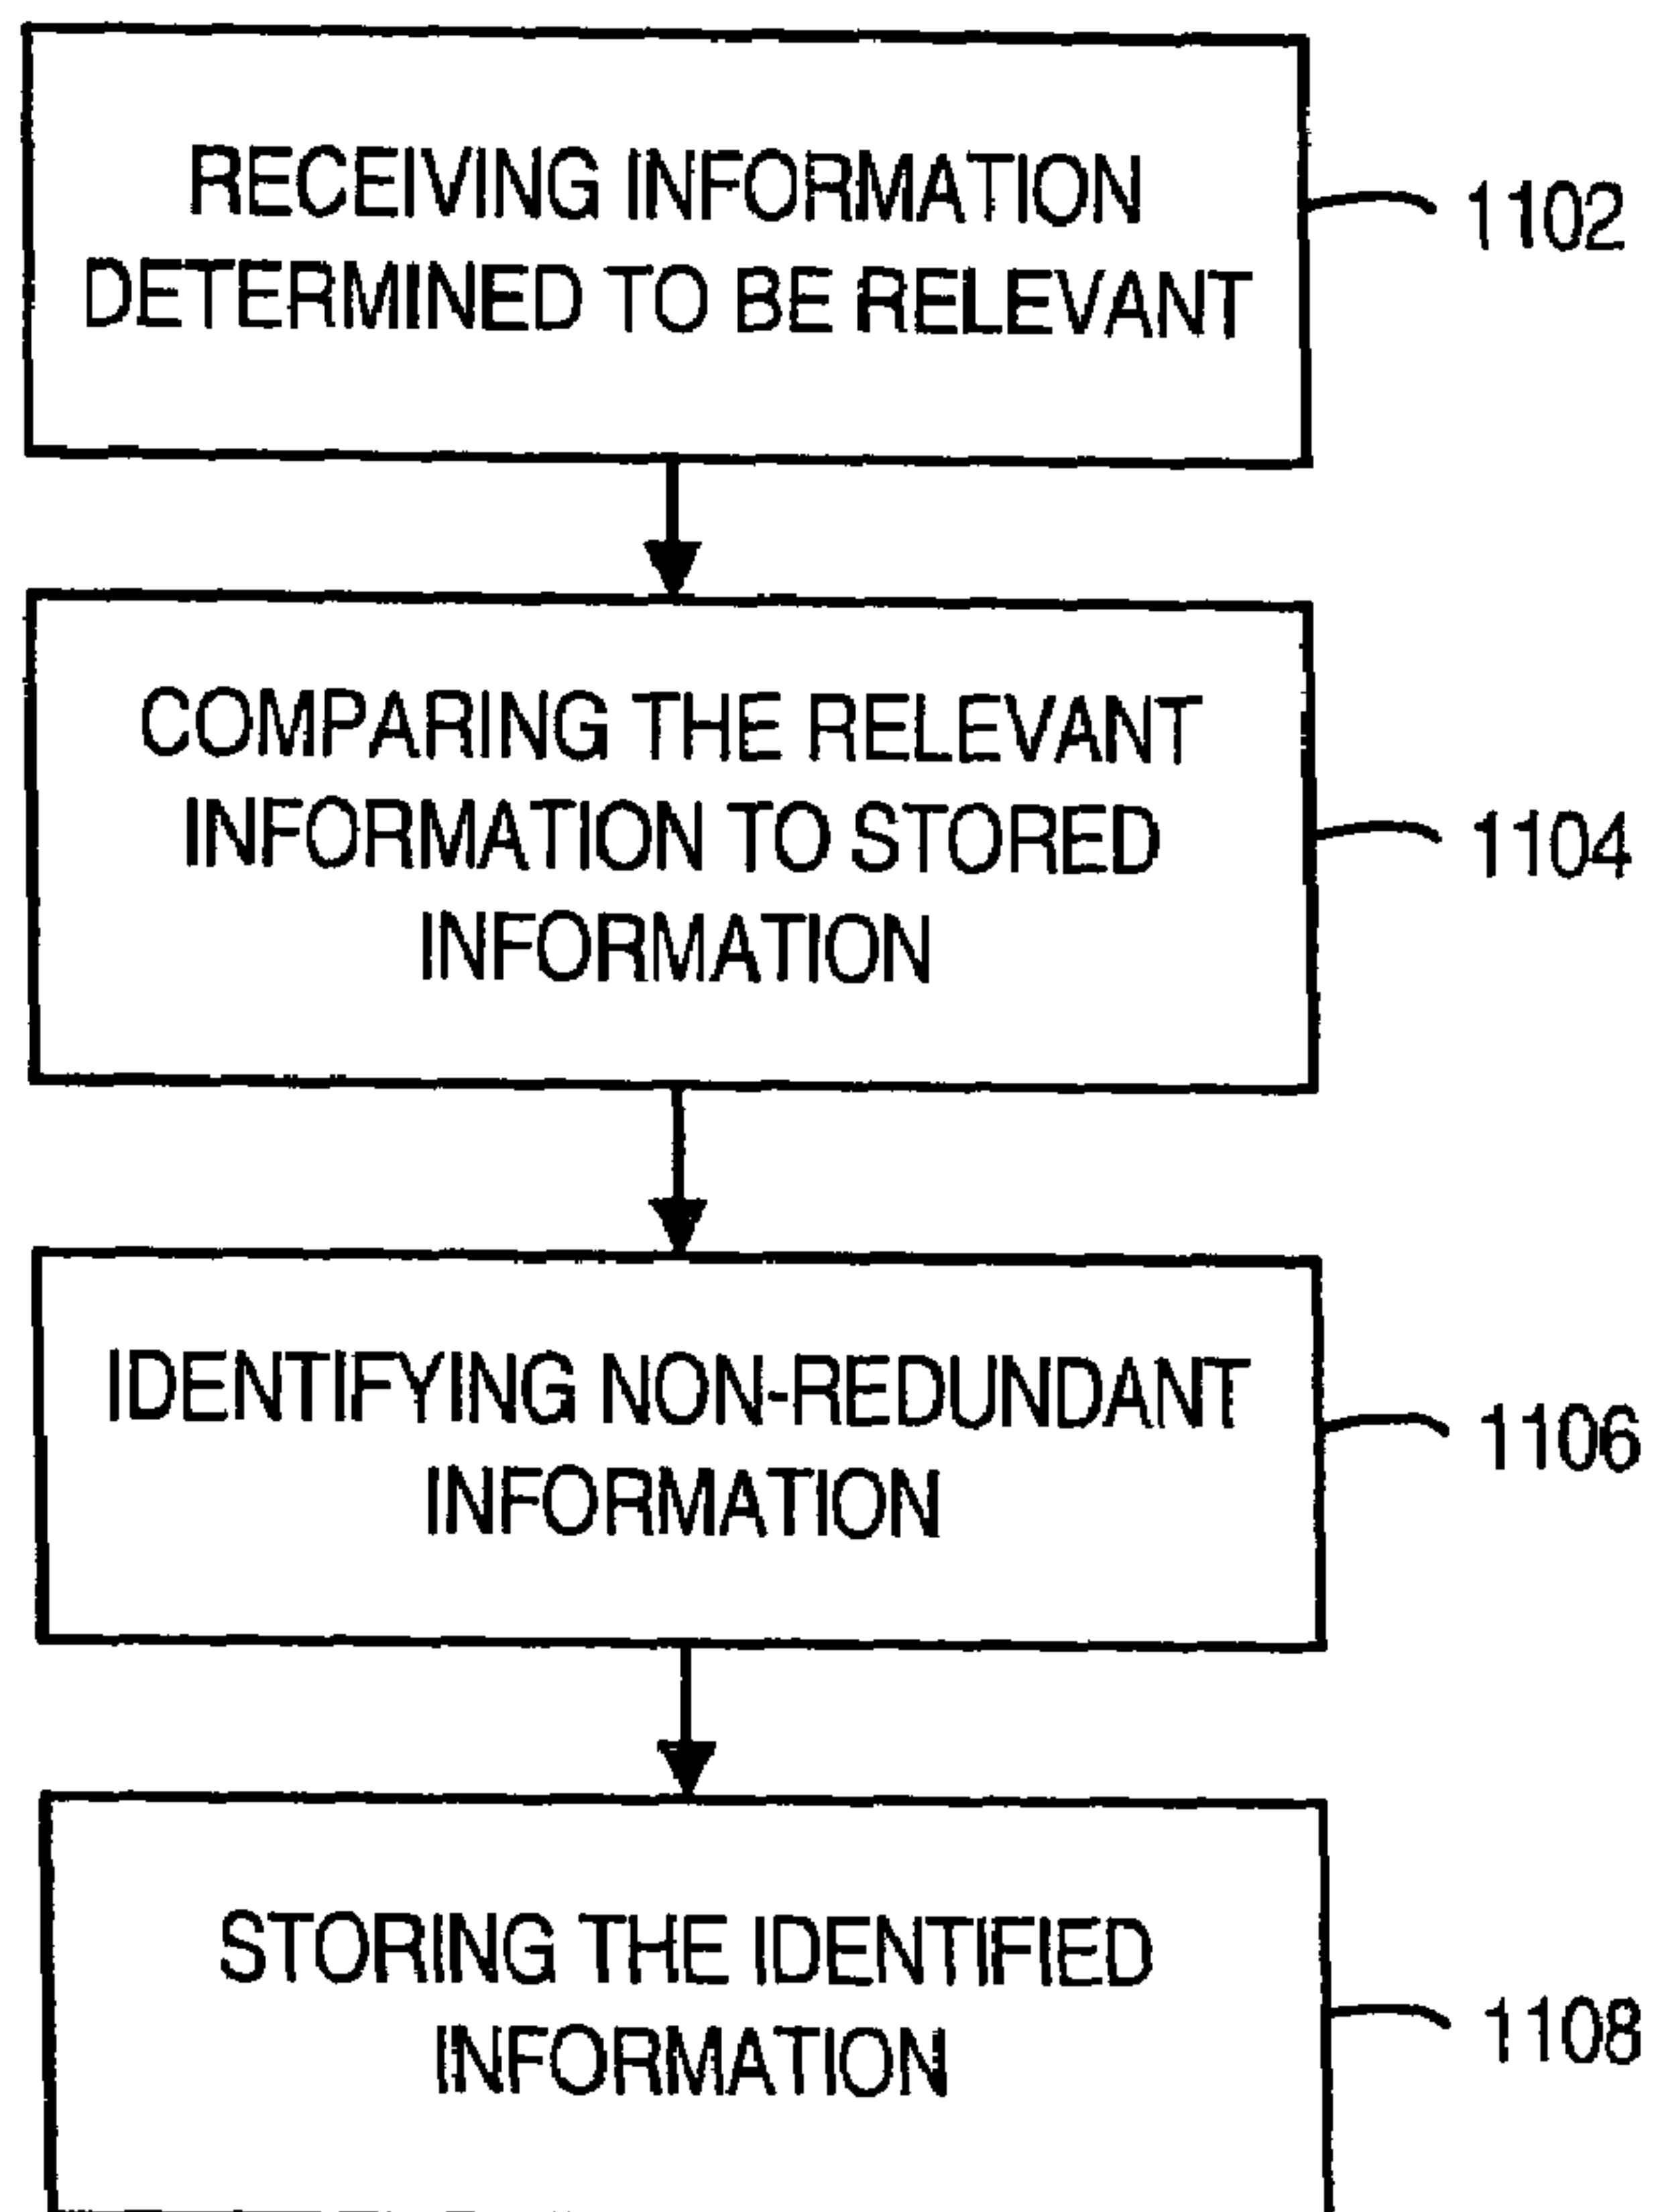 RECEIVING INFORMATION
DETERMINED TO BE RELEVANT
1102
COMPARING THE RELEVANT
INFORMATION TO STORED
INFORMATION
1104
IDENTIFYING NON-REDUNDANT
INFORMATION
1106
STORING THE IDENTIFIED
INFORMATION
1108